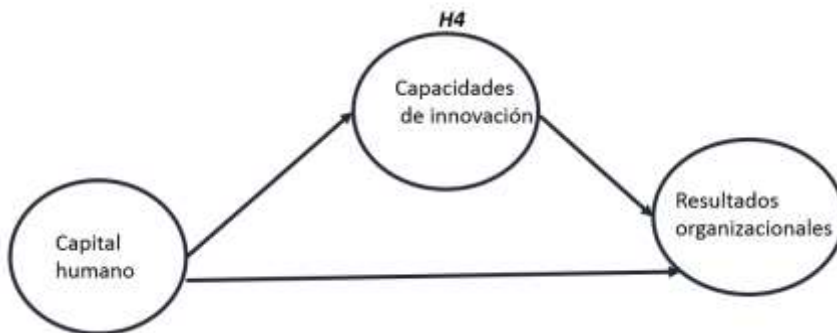 H4
Capacidades
de innovación
Capital
humano
Resultados
organizacionales